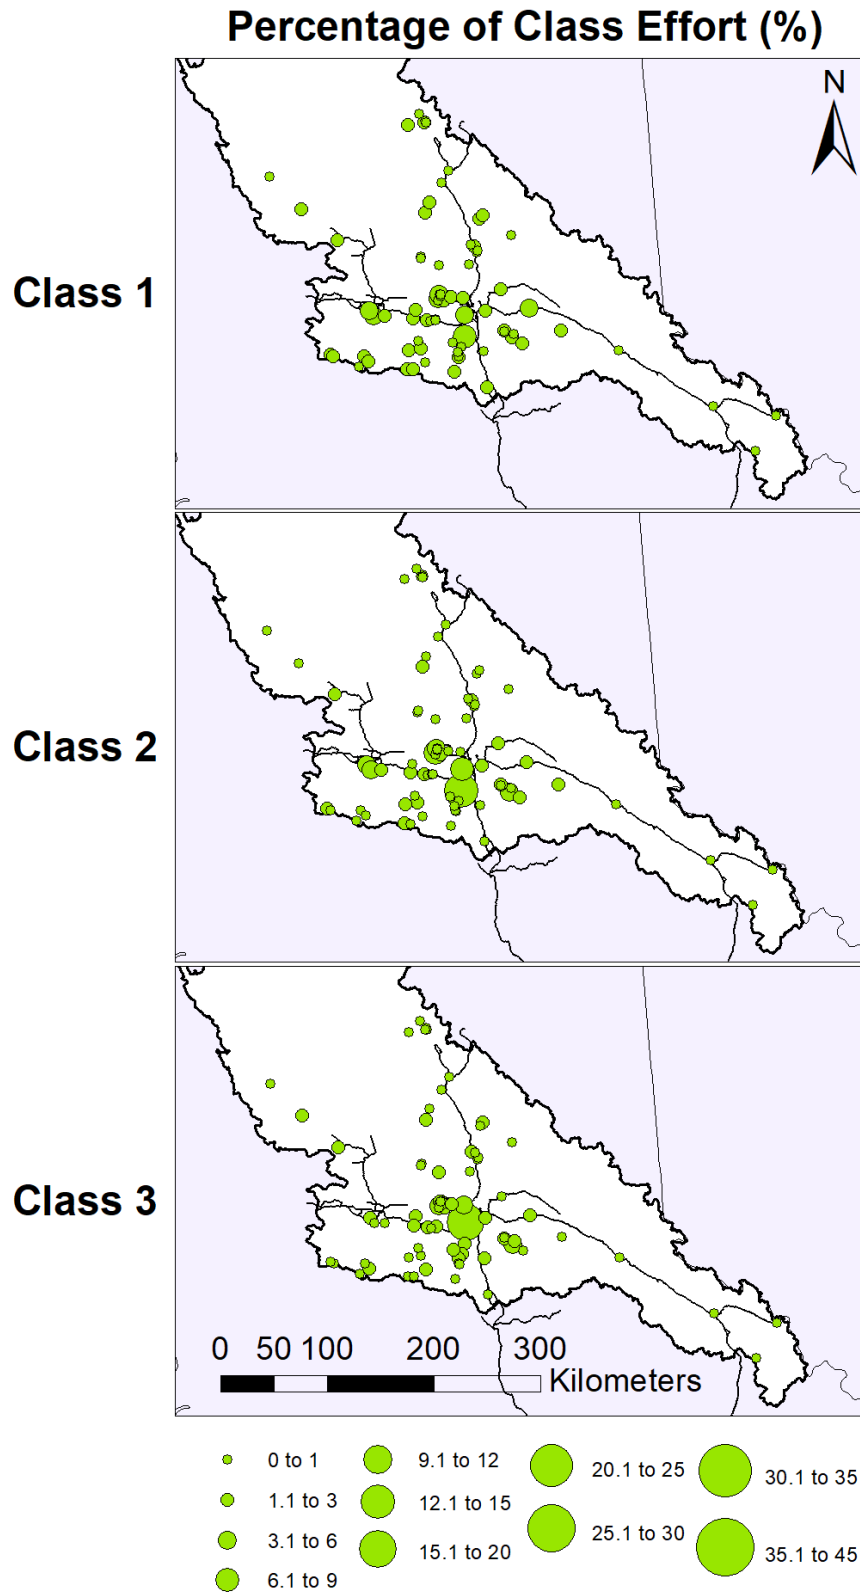 Percentage of Class Effort (%)
N
Class 1
Class 2
Class 3
0 50 100 200 300
Kilometers
0 to 1
1.1 to 3
3.1 to 6
6.1 to 9
9.1 to 12
12.1 to 15
15.1 to 20
20.1 to 25
25.1 to 30
30.1 to 35
35.1 to 45